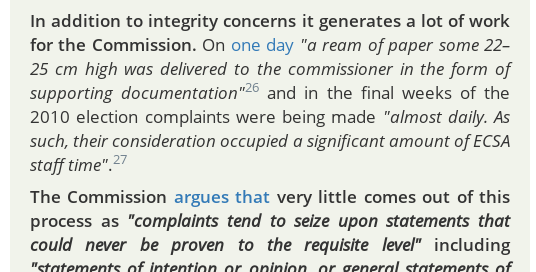 In addition to integrity concerns it generates a lot of work
for the Commission. On one day "a ream of paper some 22–
25 cm high was delivered to the commissioner in the form of
supporting documentation"26 and in the final weeks of the
2010 election complaints were being made "almost daily. As
such, their consideration occupied a significant amount of ECSA
staff time".27
The Commission argues that very little comes out of this
process as "complaints tend to seize upon statements that
could never be proven to the requisite level" including
"statements of intention or opinion, or general statements of